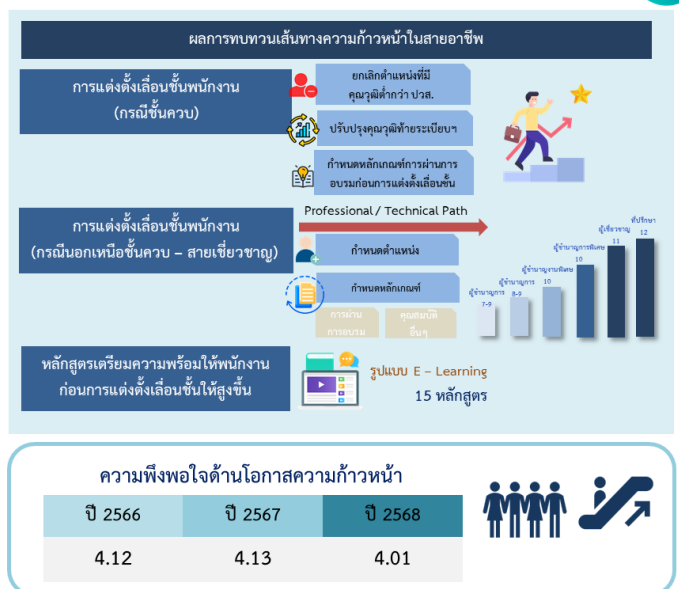 ผลการทบทวนเส้นทางความก้าวหน้าในสายอาชีพ
การแต่งตั้งเลื่อนชั้นพนักงาน
(กรณีชั้นควบ)
ยกเลิกตำแหน่งที่มี
คุณวุฒิต่ำกว่า ปวส.
ปรับปรุงคุณวุฒิท้ายระเบียบฯ
กำหนดหลักเกณฑ์การผ่านการ
อบรมก่อนการแต่งตั้งเลื่อนชั้น
การแต่งตั้งเลื่อนชั้นพนักงาน
(กรณีนอกเหนือชั้นควบ – สายเชี่ยวชาญ)
Professional / Technical Path
กำหนดตำแหน่ง
กำหนดหลักเกณฑ์
การผ่าน
การอบรม
คุณสมบัติ
อื่นๆ
ผู้ชำนาญการ
7-9
ผู้ชำนาญการ
8-9
ผู้ชำนาญงานพิเศษ
10
ผู้ชำนาญการพิเศษ
10
ผู้เชี่ยวชาญ
11
ที่ปรึกษา
12
หลักสูตรเตรียมความพร้อมให้พนักงาน
ก่อนการแต่งตั้งเลื่อนชั้นให้สูงขึ้น
รูปแบบ E – Learning
15 หลักสูตร
ความพึงพอใจด้านโอกาสความก้าวหน้า
ปี 2566 ปี 2567 ปี 2568
4.12 4.13 4.01